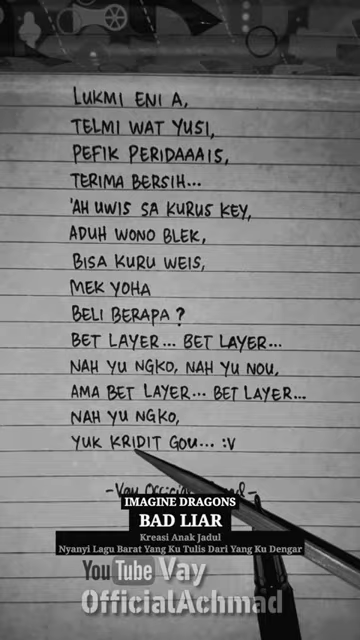 LUKMI ENI A,
TELMI WAT YUSI,
PEFIK PERIDAAAIS,
TERIMA BERSIH...
'AH UWIS SA KURUS KEY,
ADUH WONO BLEK,
BISA KURU WEIS,
MEK YOHA
BELI BERAPA?
BET LAYER... BET LAYER...
NAH YU NGKO, NAH YU NOU,
AMA BET LAYER... BET LAYER...
NAH YU NGKO,
YUK KRIDIT GOU... :V
IMAGINE DRAGONS
BAD LIAR
Kreasi Anak Jadul
Nyanyi Lagu Barat Yang Ku Tulis Dari Yang Ku Dengar
YouTube Vay
OfficialAchmad